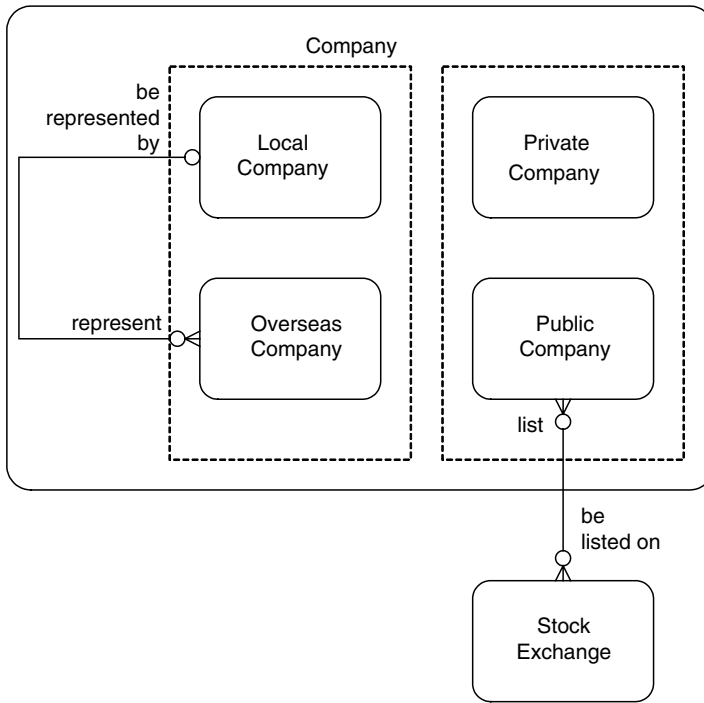 Company
be
represented
by
Local
Company
Private
Company
represent
Overseas
Company
Public
Company
list
be
listed on
Stock
Exchange